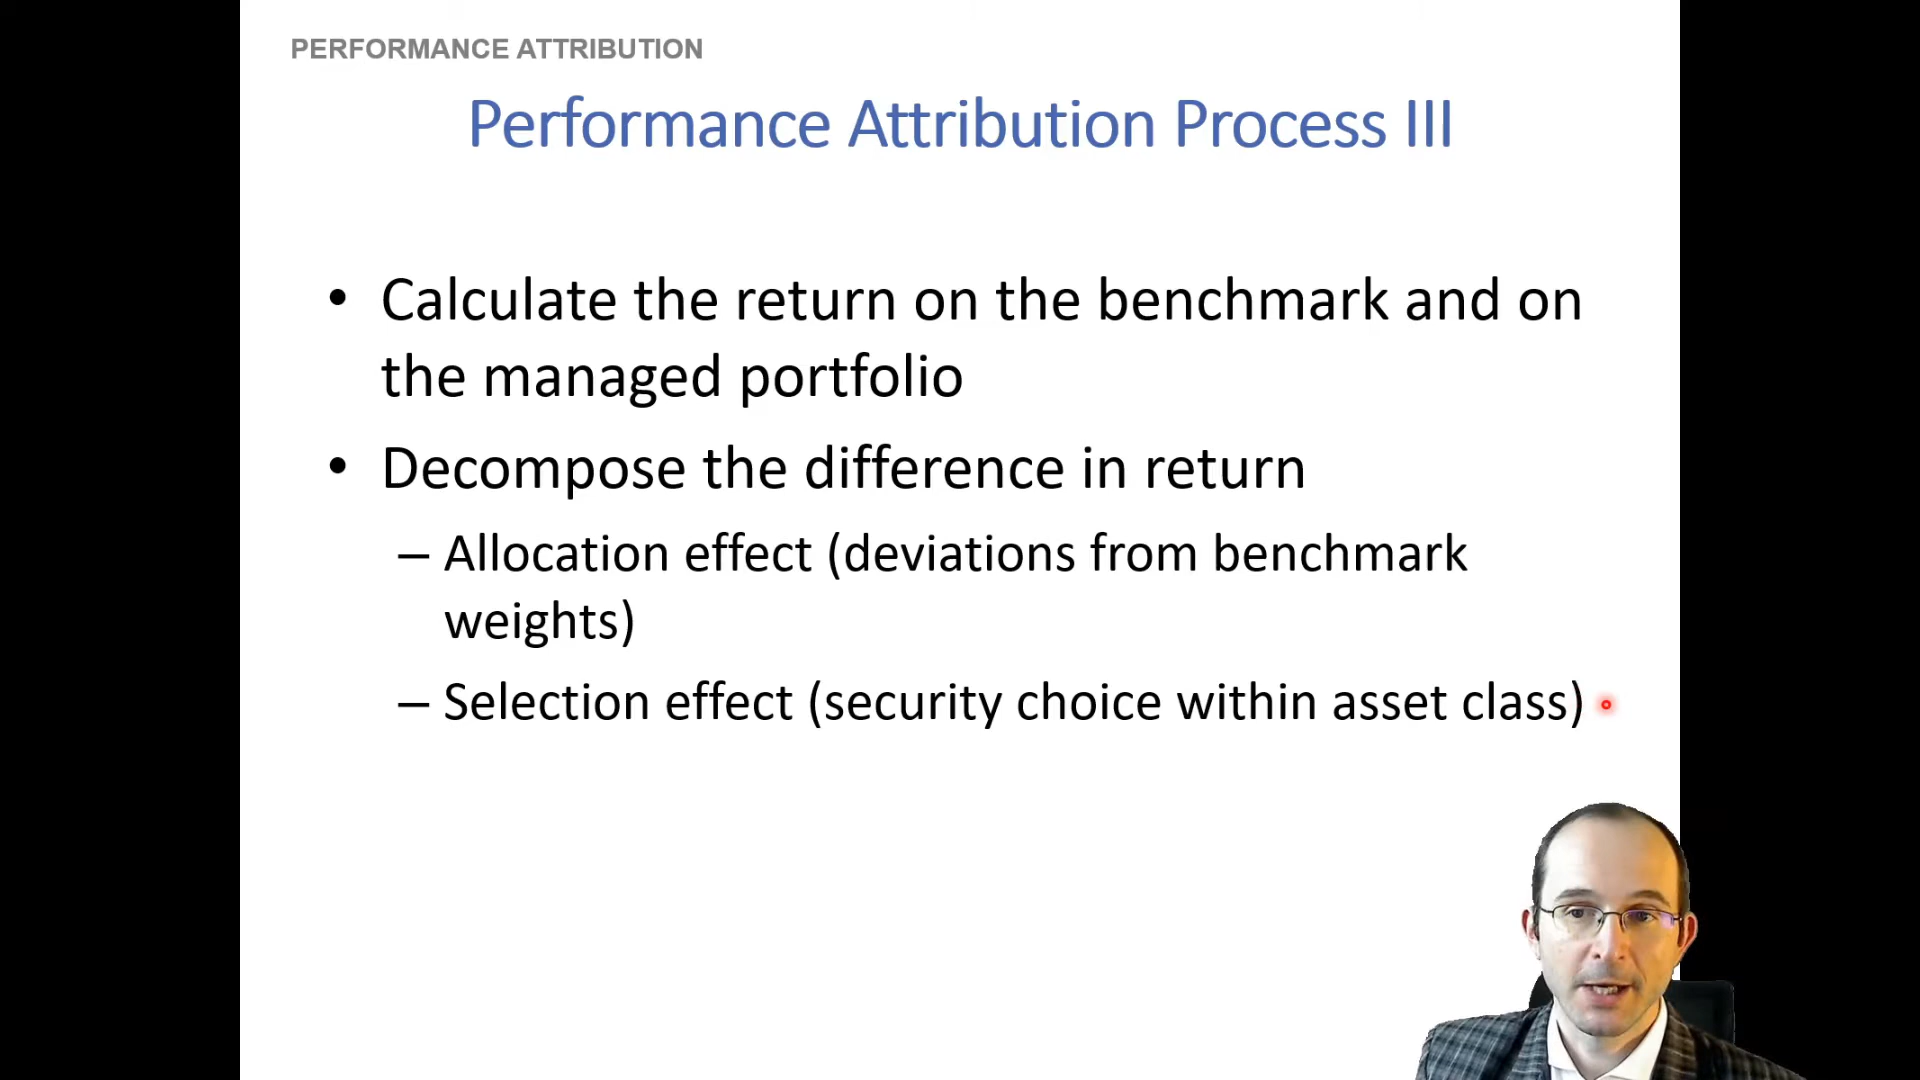 PERFORMANCE ATTRIBUTION
Performance Attribution Process III
• Calculate the return on the benchmark and on
the managed portfolio
• Decompose the difference in return
– Allocation effect (deviations from benchmark
weights)
– Selection effect (security choice within asset class)